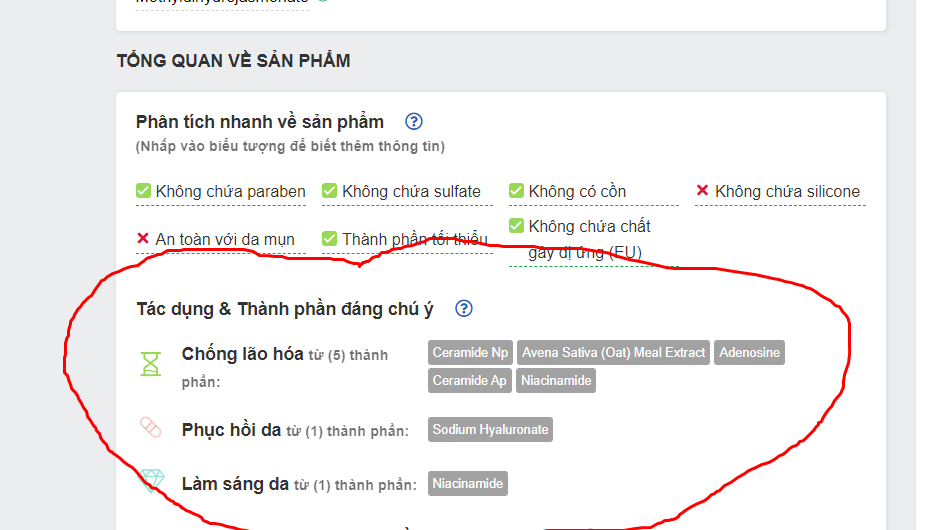 TỔNG QUAN VỀ SẢN PHẨM
Phân tích nhanh về sản phẩm
(Nhấp vào biểu tượng để biết thêm thông tin)
Không chứa paraben Không chứa sulfate Không có cồn Không chứa silicone
An toàn với da mụn Thành phần tối thiểu Không chứa chất
gây dị ứng (EU)
Tác dụng & Thành phần đáng chú ý
Chống lão hóa từ (5) thành
phần:
Ceramide Np Avena Sativa (Oat) Meal Extract Adenosine
Ceramide Ap Niacinamide
Phục hồi da từ (1) thành phần: Sodium Hyaluronate
Làm sáng da từ (1) thành phần: Niacinamide